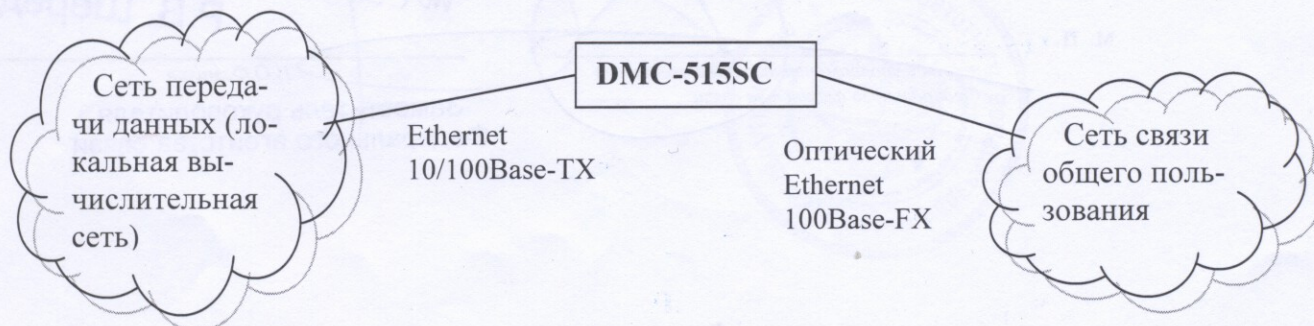 Сеть переда-
чи данных (ло-
кальная вы-
числительная
сеть)
Ethernet
10/100Base-TX
DMC-515SC
Оптический
Ethernet
100Base-FX
Сеть связи
общего поль-
зования